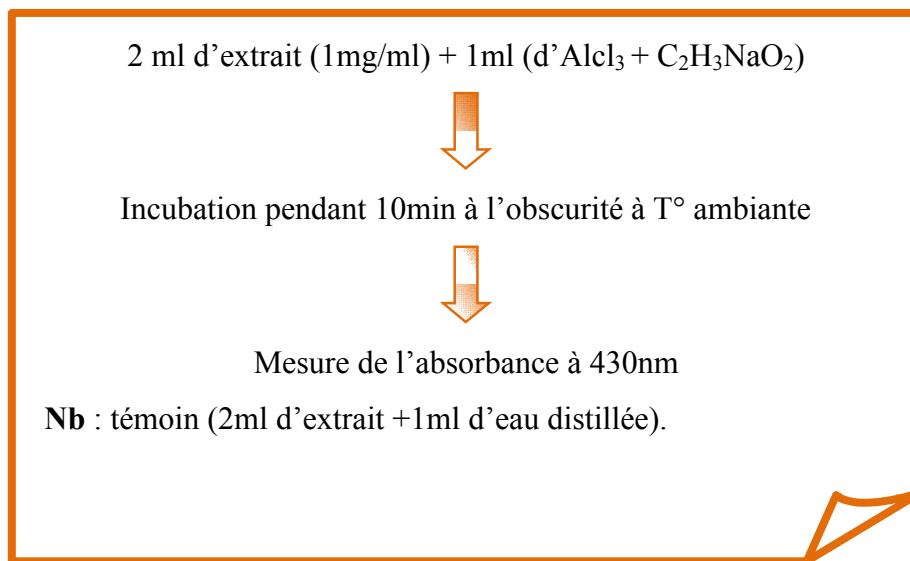 2 ml d’extrait (1mg/ml) + 1ml (d’Alcl₃ + C₂H₃NaO₂)
Incubation pendant 10min à l’obscurité à T° ambiante
Mesure de l’absorbance à 430nm
Nb : témoin (2ml d’extrait +1ml d’eau distillée).